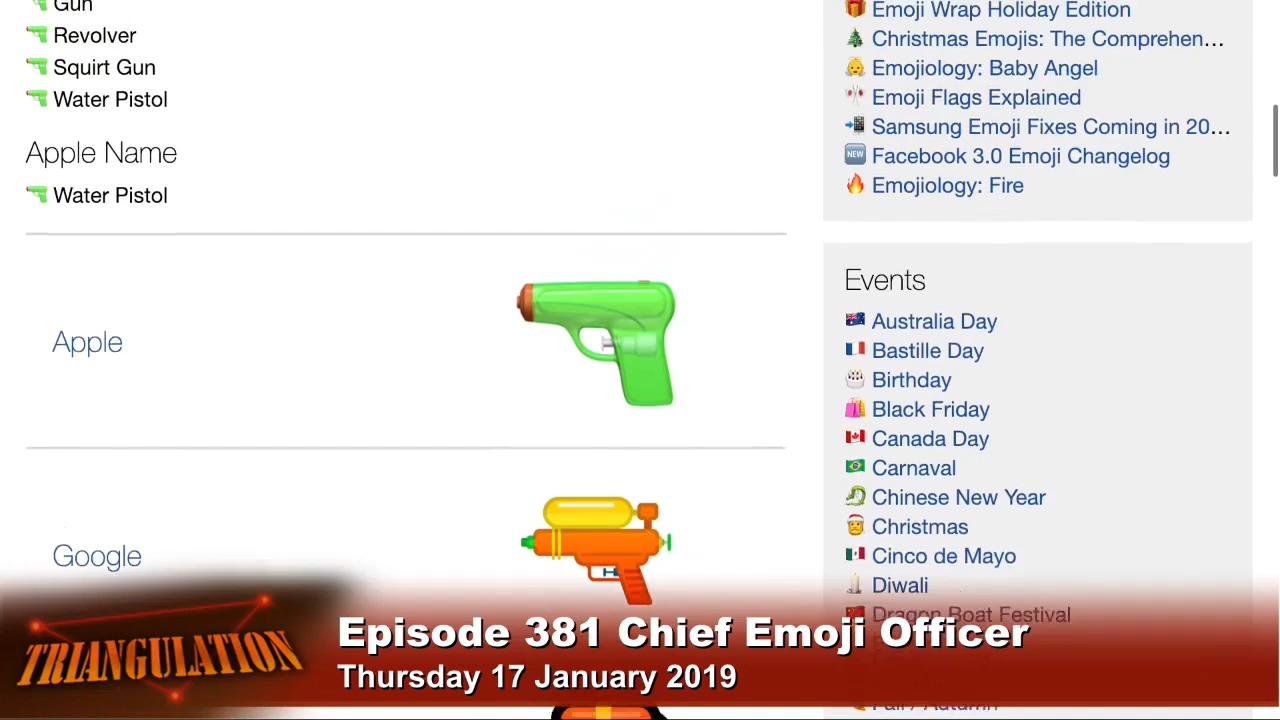 Gun
Revolver
Squirt Gun
Water Pistol
Apple Name
Water Pistol
Apple
Google
Emoji Wrap Holiday Edition
Christmas Emojis: The Comprehen...
Emojiology: Baby Angel
Emoji Flags Explained
Samsung Emoji Fixes Coming in 20...
NEW
Facebook 3.0 Emoji Changelog
Emojiology: Fire
Events
Australia Day
Bastille Day
Birthday
Black Friday
Canada Day
Carnaval
Chinese New Year
Christmas
Cinco de Mayo
Diwali
Dragon Boat Festival
Fall / Autumn
TRIANGULATION
Episode 381 Chief Emoji Officer
Thursday 17 January 2019